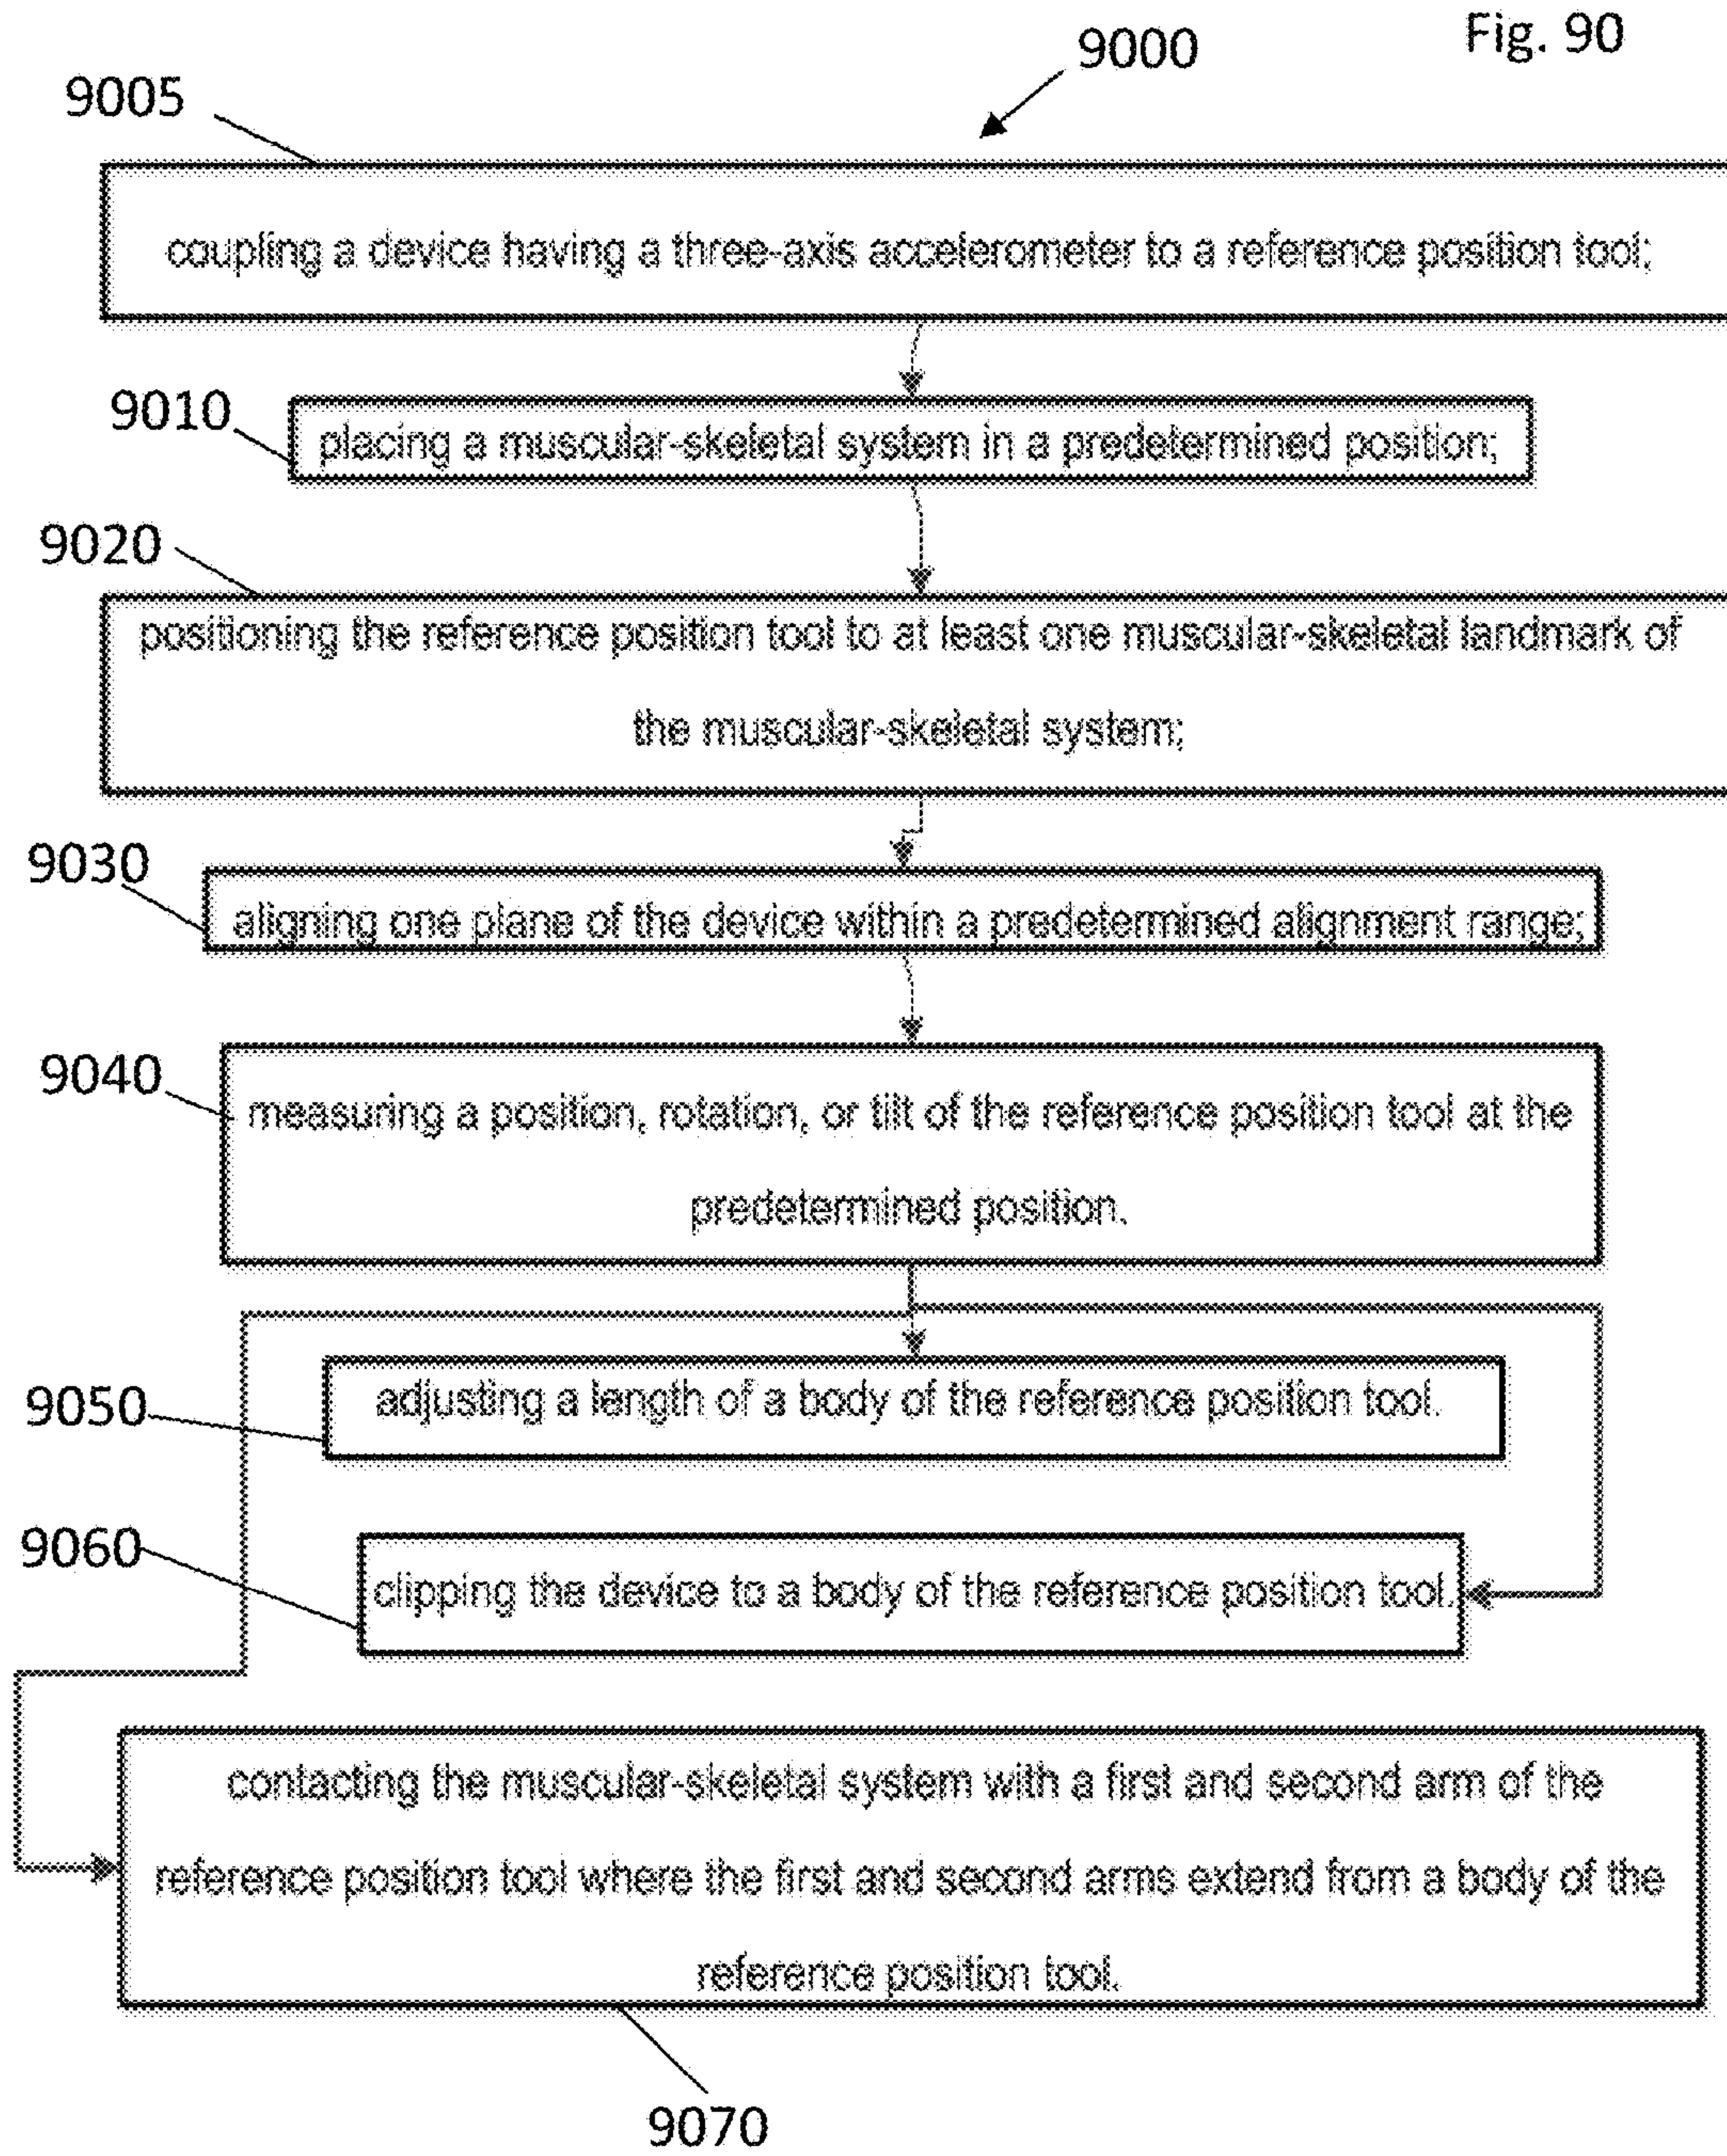 Fig. 90
9000
9005
coupling a device having a three-axis accelerometer to a reference position tool;
9010
placing a muscular-skeletal system in a predetermined position;
9020
positioning the reference position tool to at least one muscular-skeletal landmark of
the muscular-skeletal system;
9030
aligning one plane of the device within a predetermined alignment range;
9040
measuring a position, rotation, or tilt of the reference position tool at the
predetermined position.
9050
adjusting a length of a body of the reference position tool.
9060
clipping the device to a body of the reference position tool.
contacting the muscular-skeletal system with a first and second arm of the
reference position tool where the first and second arms extend from a body of the
reference position tool.
9070